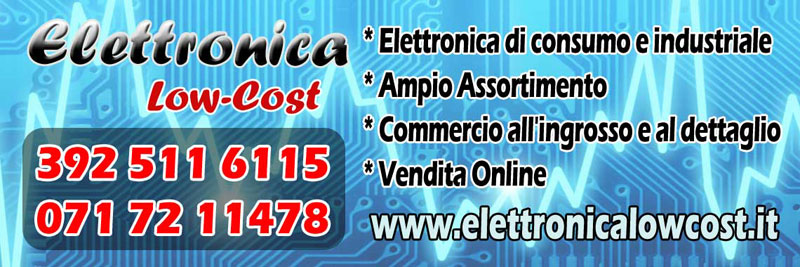 Elettronica
Low-Cost
392 511 6115
071 72 11478
* Elettronica di consumo e industriale
* Ampio Assortimento
* Commercio all'ingrosso e al dettaglio
* Vendita Online
www.elettronicalowcost.it